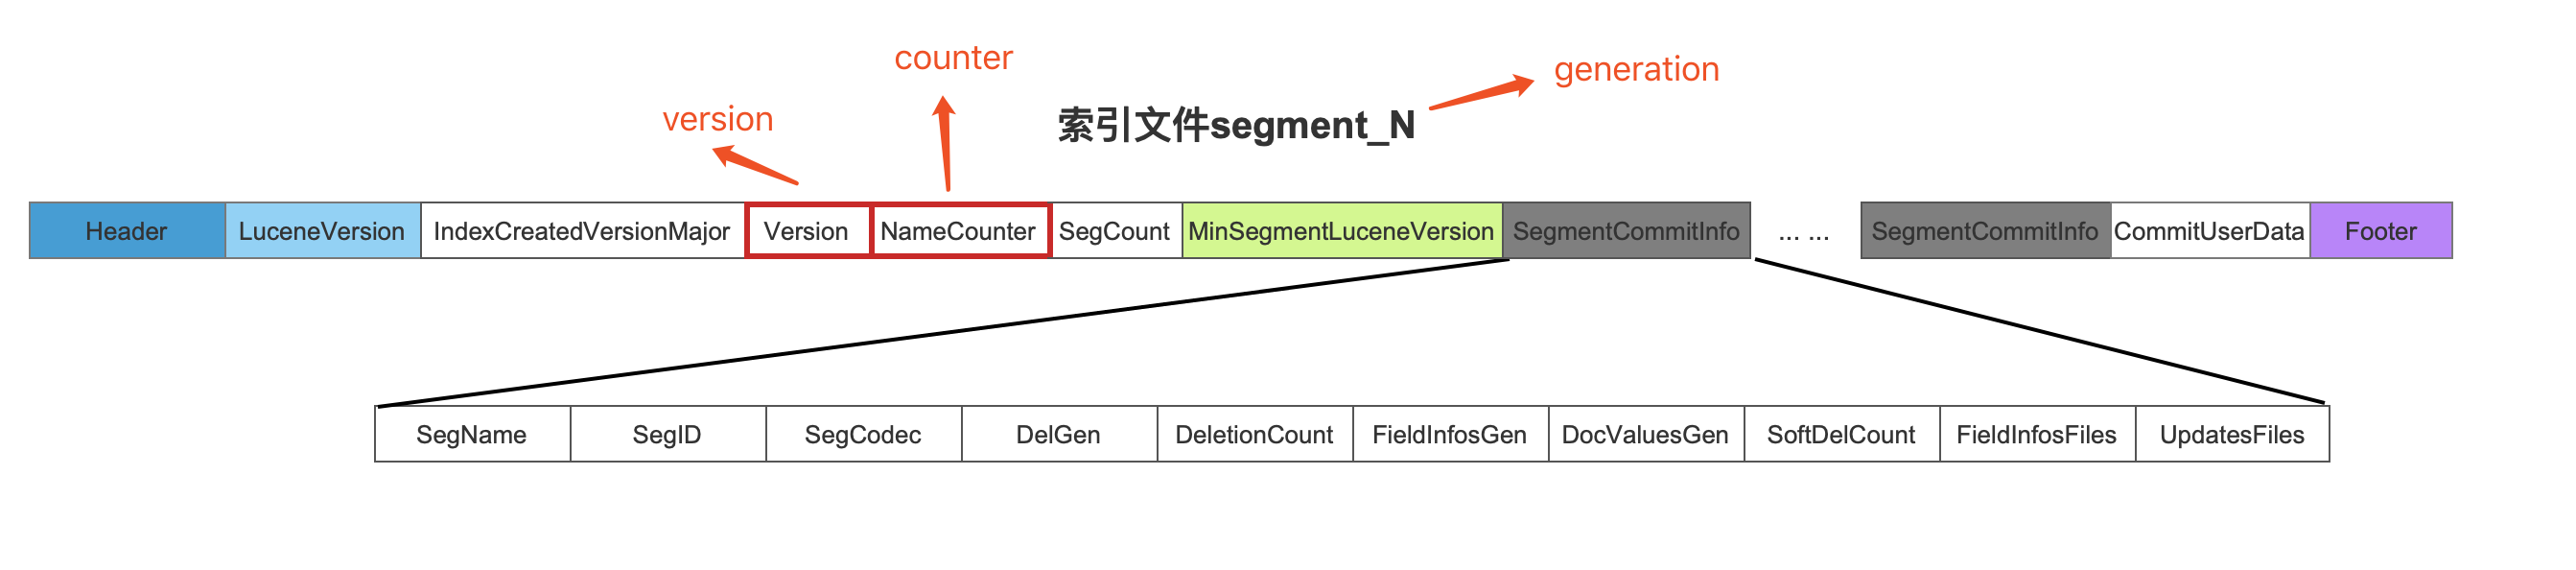 counter
generation
version
索引文件segment_N
Header LuceneVersion IndexCreatedVersionMajor Version NameCounter SegCount MinSegmentLuceneVersion SegmentCommitInfo ... ... SegmentCommitInfo CommitUserData Footer
SegName SegID SegCodec DelGen DeletionCount FieldInfosGen DocValuesGen SoftDelCount FieldInfosFiles UpdatesFiles